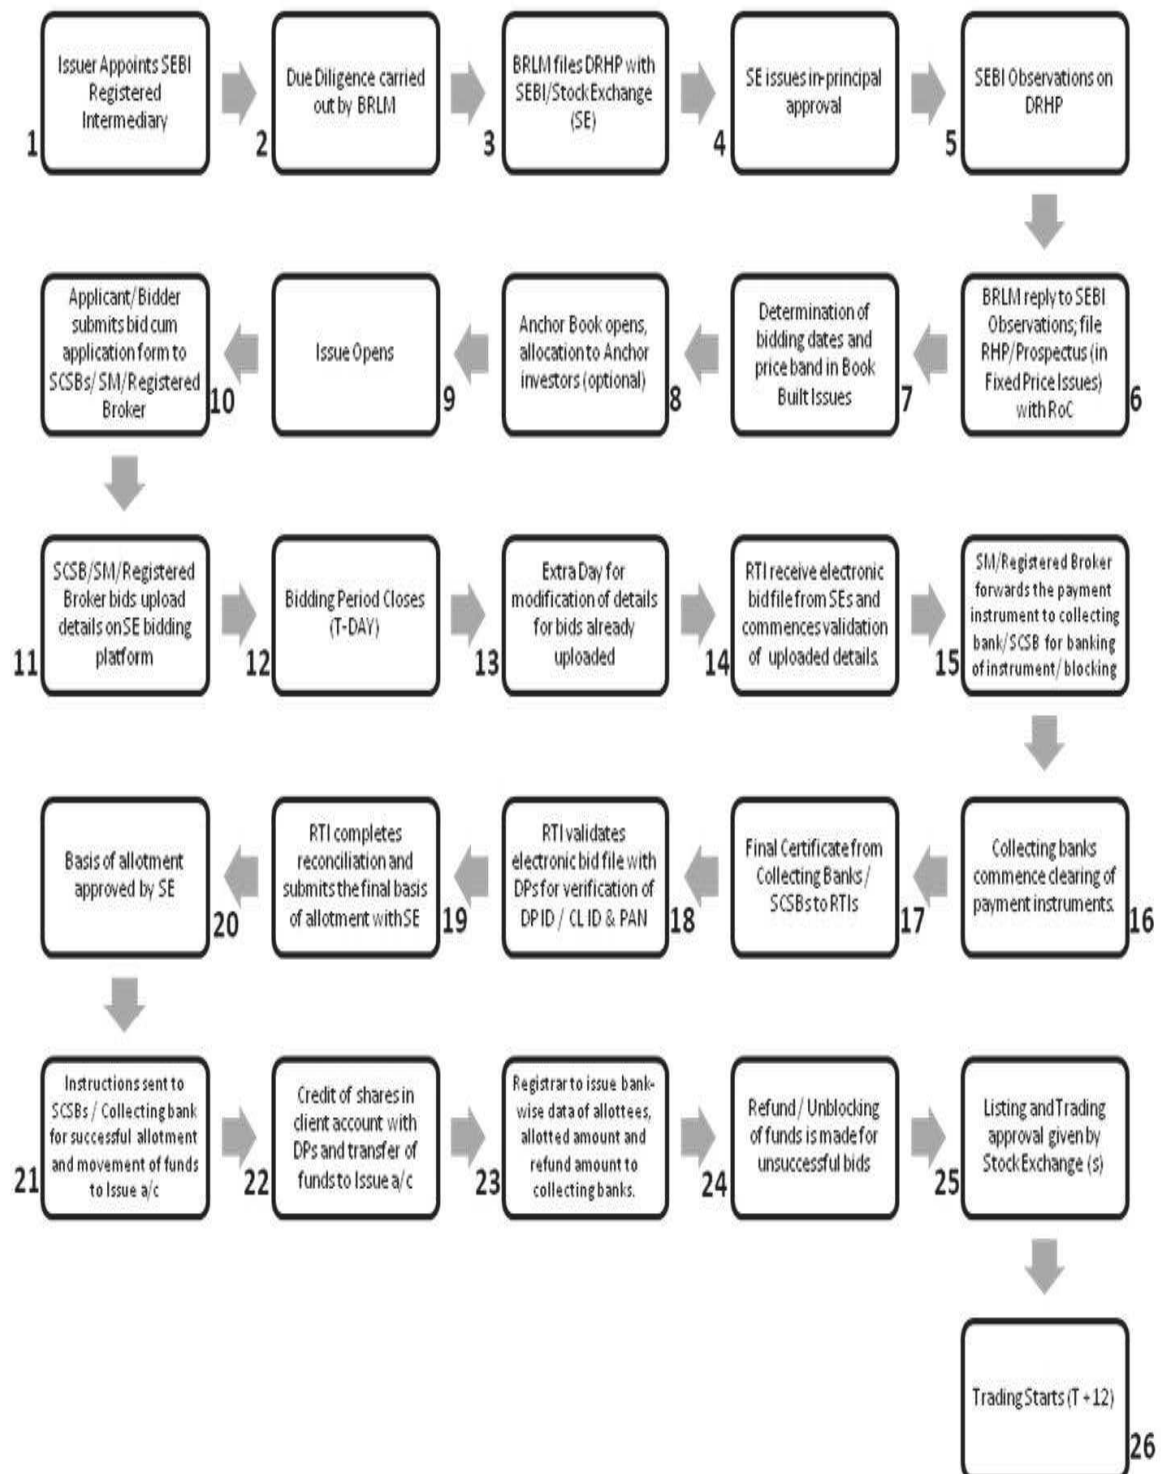 Issuer Appoints SEBI
Registered
Intermediary
1
Due Diligence carried
out by BRLM
2
BRLM files DRHP with
SEBI/Stock Exchange
(SE)
3
SE issues in-principal
approval
4
SEBI Observations on
DRHP
5
BRLM reply to SEBI
Observations; file
RHP/Prospectus (in
Fixed Price Issues)
with RoC
6
Determination of
bidding dates and
price band in Book
Built Issues
7
Anchor Book opens,
allocation to Anchor
investors (optional)
8
Issue Opens
9
Applicant/Bidder
submits bid cum
application form to
SCSBs/ SM/Registered
Broker
10
SCSB/SM/Registered
Broker bids upload
details on SE bidding
platform
11
Bidding Period Closes
(T-DAY)
12
Extra Day for
modification of details
for bids already
uploaded
13
RTI receive electronic
bid file from SEs and
commences validation
of uploaded details.
14
SM/Registered Broker
forwards the payment
instrument to collecting
bank/SCSB for banking
of instrument/ blocking
15
Collecting banks
commence clearing of
payment instruments.
16
Final Certificate from
Collecting Banks /
SCSBs to RTIs
17
RTI validates
electronic bid file with
DPs for verification of
DP ID / CL ID & PAN
18
RTI completes
reconciliation and
submits the final basis
of allotment with SE
19
Basis of allotment
approved by SE
20
Instructions sent to
SCSBs / Collecting bank
for successful allotment
and movement of funds
to Issue a/c
21
Credit of shares in
client account with
DPs and transfer of
funds to Issue a/c
22
Registrar to issue bank-
wise data of allottees,
allotted amount and
refund amount to
collecting banks.
23
Refund / Unblocking
of funds is made for
unsuccessful bids
24
Listing and Trading
approval given by
Stock Exchange (s)
25
Trading Starts (T +12)
26